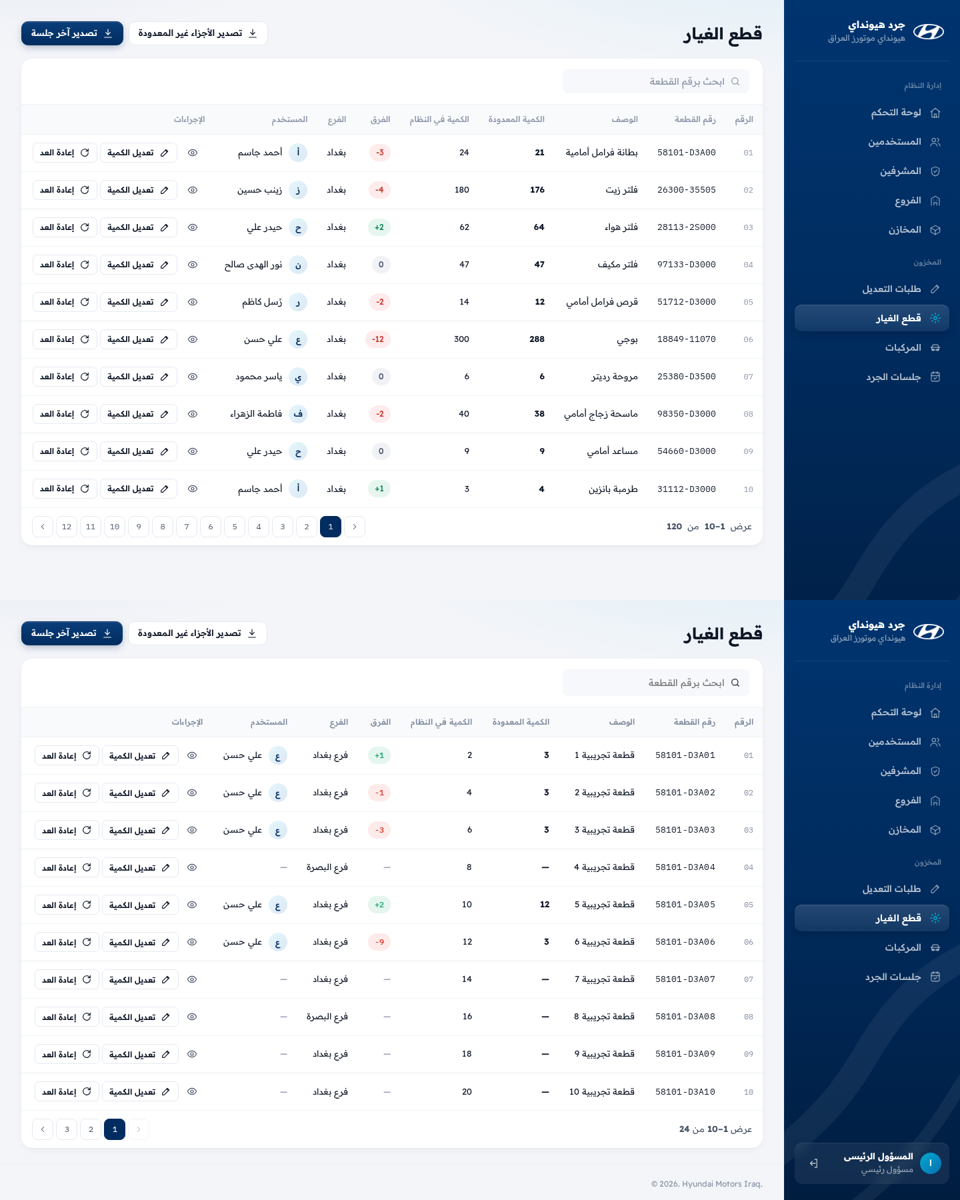 جرد هيونداي
هيونداي موتورز العراق
إدارة النظام
لوحة التحكم
المستخدمين
المشرفين
الفروع
المخازن
المخزون
طلبات التعديل
قطع الغيار
المركبات
جلسات الجرد
قطع الغيار
تصدير الأجزاء غير المعدودة
تصدير آخر جلسة
ابحث برقم القطعة
الرقم رقم القطعة الوصف الكمية المعدودة الكمية في النظام الفرق الفرع المستخدم الإجراءات
01 58101-D3A00 بطانة فرامل أمامية 21 24 -3 بغداد أ أحمد جاسم تعديل الكمية إعادة العد
02 26300-35505 فلتر زيت 176 180 -4 بغداد ز زينب حسين تعديل الكمية إعادة العد
03 28113-2S000 فلتر هواء 64 62 +2 بغداد ح حيدر علي تعديل الكمية إعادة العد
04 97133-D3000 فلتر مكيف 47 47 0 بغداد ن نور الهدى صالح تعديل الكمية إعادة العد
05 51712-D3000 قرص فرامل أمامي 12 14 -2 بغداد ر رُسل كاظم تعديل الكمية إعادة العد
06 18849-11070 بوجي 288 300 -12 بغداد ع علي حسن تعديل الكمية إعادة العد
07 25380-D3500 مروحة رديتر 6 6 0 بغداد ي ياسر محمود تعديل الكمية إعادة العد
08 98350-D3000 ماسحة زجاج أمامي 38 40 -2 بغداد ف فاطمة الزهراء تعديل الكمية إعادة العد
09 54660-D3000 مساعد أمامي 9 9 0 بغداد ح حيدر علي تعديل الكمية إعادة العد
10 31112-D3000 طرمبة بانزين 4 3 +1 بغداد أ أحمد جاسم تعديل الكمية إعادة العد
عرض 1–10 من 120
1 2 3 4 5 6 7 8 9 10 11 12
جرد هيونداي
هيونداي موتورز العراق
إدارة النظام
لوحة التحكم
المستخدمين
المشرفين
الفروع
المخازن
المخزون
طلبات التعديل
قطع الغيار
المركبات
جلسات الجرد
المسؤول الرئيسي
مسؤول رئيسي
ا
قطع الغيار
تصدير الأجزاء غير المعدودة
تصدير آخر جلسة
ابحث برقم القطعة
الرقم رقم القطعة الوصف الكمية المعدودة الكمية في النظام الفرق الفرع المستخدم الإجراءات
01 58101-D3A01 قطعة تجريبية 1 3 2 +1 فرع بغداد ع علي حسن تعديل الكمية إعادة العد
02 58101-D3A02 قطعة تجريبية 2 3 4 -1 فرع بغداد ع علي حسن تعديل الكمية إعادة العد
03 58101-D3A03 قطعة تجريبية 3 3 6 -3 فرع بغداد ع علي حسن تعديل الكمية إعادة العد
04 58101-D3A04 قطعة تجريبية 4 — 8 — فرع البصرة — تعديل الكمية إعادة العد
05 58101-D3A05 قطعة تجريبية 5 12 10 +2 فرع بغداد ع علي حسن تعديل الكمية إعادة العد
06 58101-D3A06 قطعة تجريبية 6 3 12 -9 فرع بغداد ع علي حسن تعديل الكمية إعادة العد
07 58101-D3A07 قطعة تجريبية 7 — 14 — فرع بغداد — تعديل الكمية إعادة العد
08 58101-D3A08 قطعة تجريبية 8 — 16 — فرع البصرة — تعديل الكمية إعادة العد
09 58101-D3A09 قطعة تجريبية 9 — 18 — فرع بغداد — تعديل الكمية إعادة العد
10 58101-D3A10 قطعة تجريبية 10 — 20 — فرع بغداد — تعديل الكمية إعادة العد
عرض 1–10 من 24
1 2 3
© 2026. Hyundai Motors Iraq.